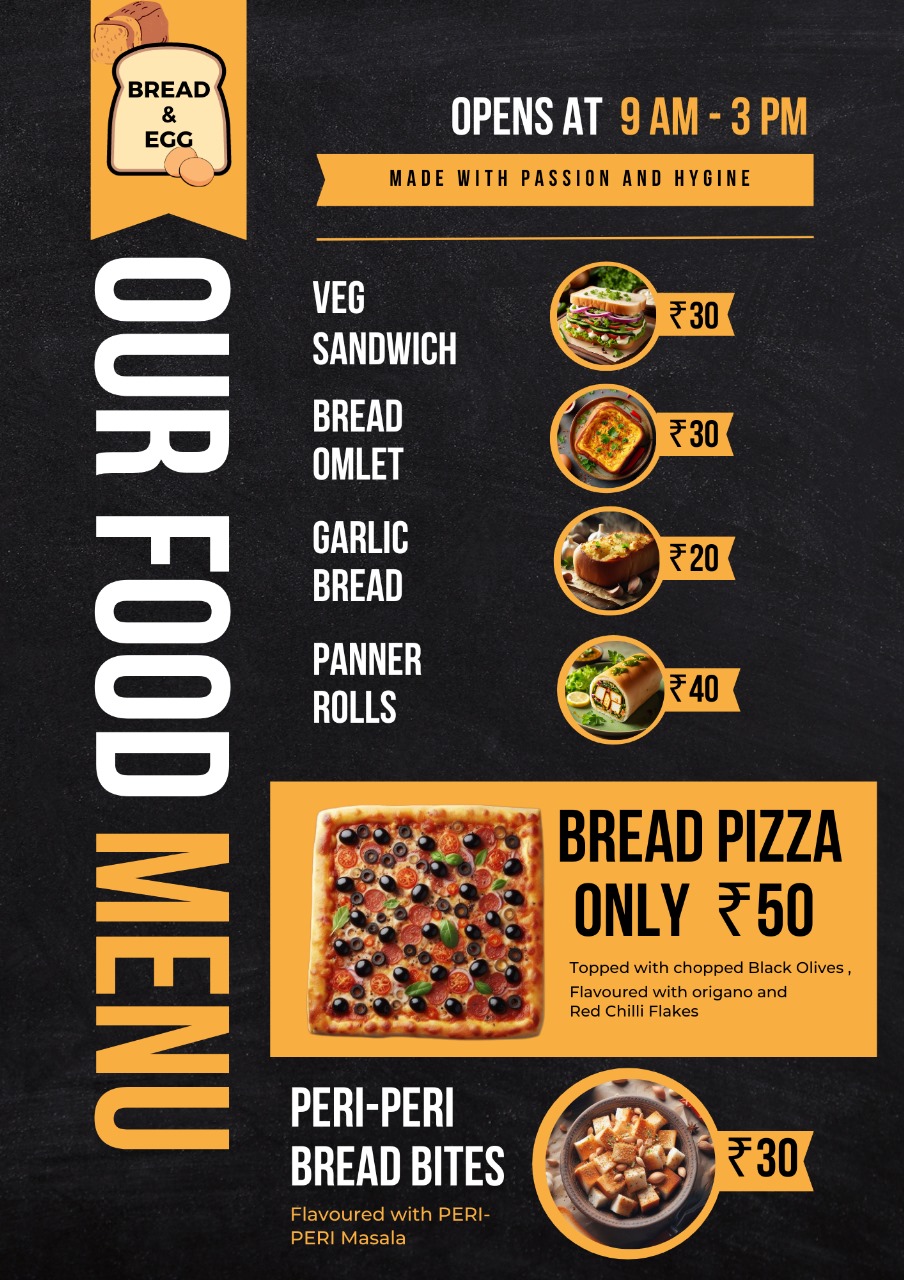 BREAD
&
EGG
OPENS AT 9 AM - 3 PM
MADE WITH PASSION AND HYGINE
OUR FOOD MENU
VEG
SANDWICH
₹30
BREAD
OMLET
₹30
GARLIC
BREAD
₹20
PANNER
ROLLS
₹40
BREAD PIZZA
ONLY ₹50
Topped with chopped Black Olives ,
Flavoured with origano and
Red Chilli Flakes
PERI-PERI
BREAD BITES
₹30
Flavoured with PERI-
PERI Masala